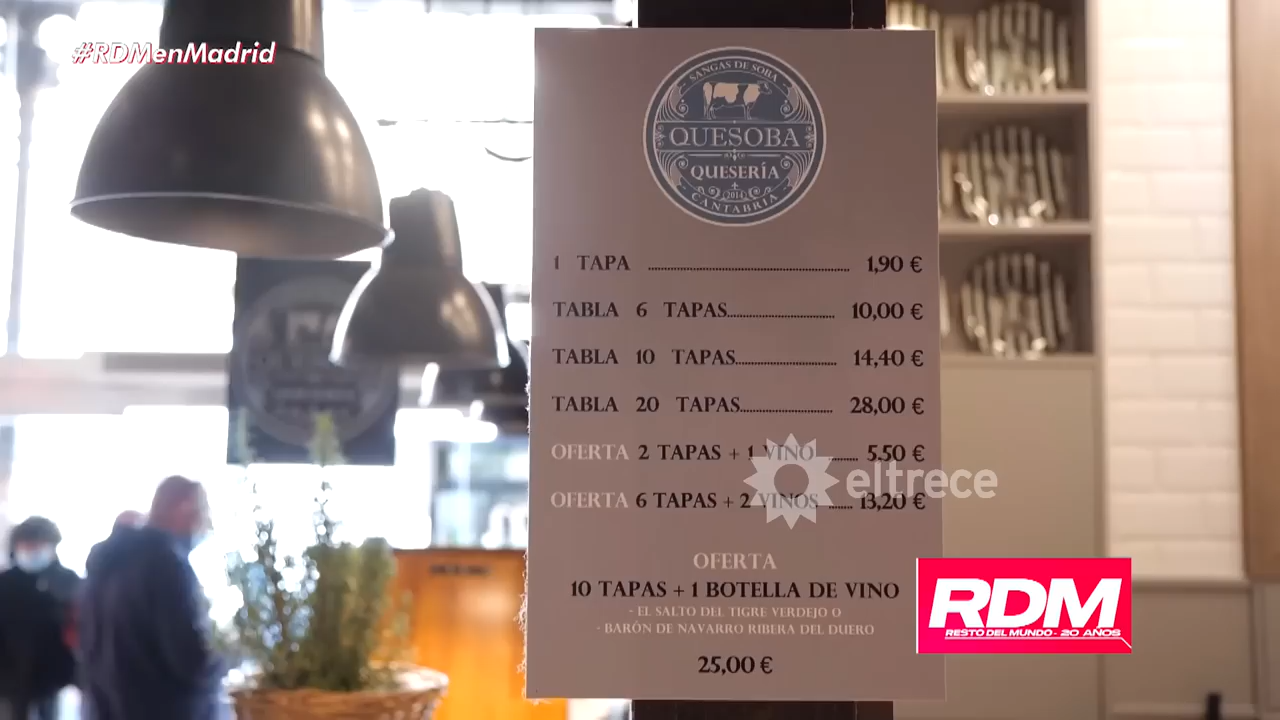 #RDMenMadrid
SANGAS DE SOBA
QUESOBA
QUESERÍA
2014
CANTABRIA
1 TAPA ........ 1,90 €
TABLA 6 TAPAS........ 10,00 €
TABLA 10 TAPAS........ 14,40 €
TABLA 20 TAPAS........ 28,00 €
OFERTA 2 TAPAS + 1 VINO ........ 5.50 €
OFERTA 6 TAPAS + 2 VINOS ........ 13,20 €
eltrece
OFERTA
10 TAPAS + 1 BOTELLA DE VINO
- EL SALTO DEL TIGRE VERDEJO O
- BARÓN DE NAVARRO RIBERA DEL DUERO
25,00 €
RDM
RESTO DEL MUNDO - 20 AÑOS